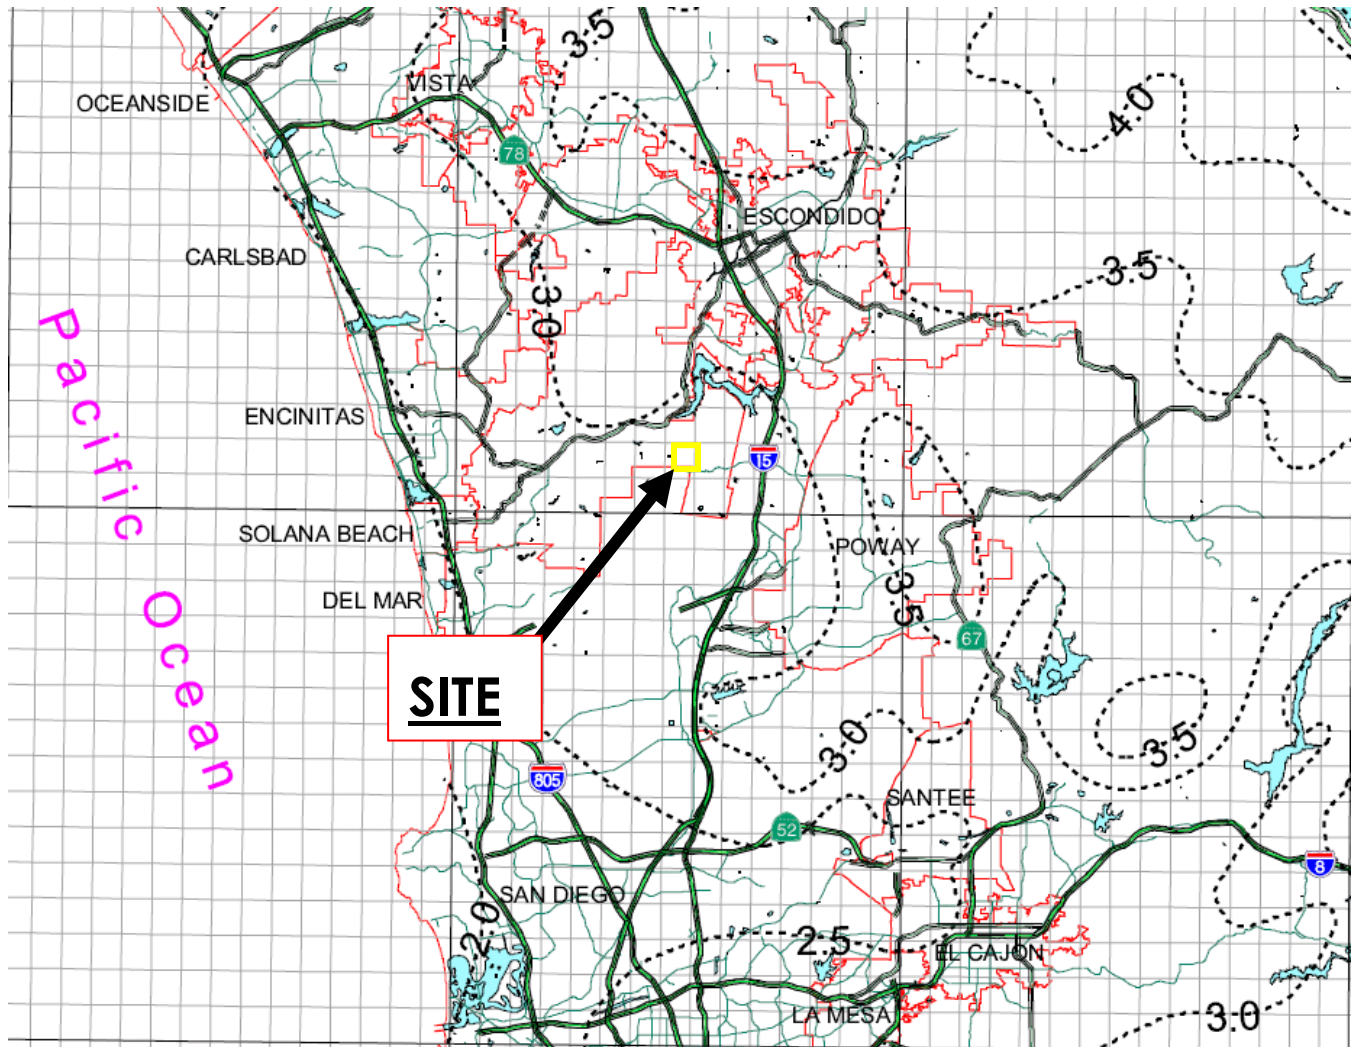 3.5
VISTA
OCEANSIDE
4.0
78
ESCONDIDO
CARLSBAD
3.5
3.0
Pacific Ocean
ENCINITAS
15
SOLANA BEACH
POWAY
3.5
DEL MAR
67
SITE
3.0
3.5
805
SANTEE
52
8
SAN DIEGO
2.0
2.5
EL CAJON
LA MESA
3.0